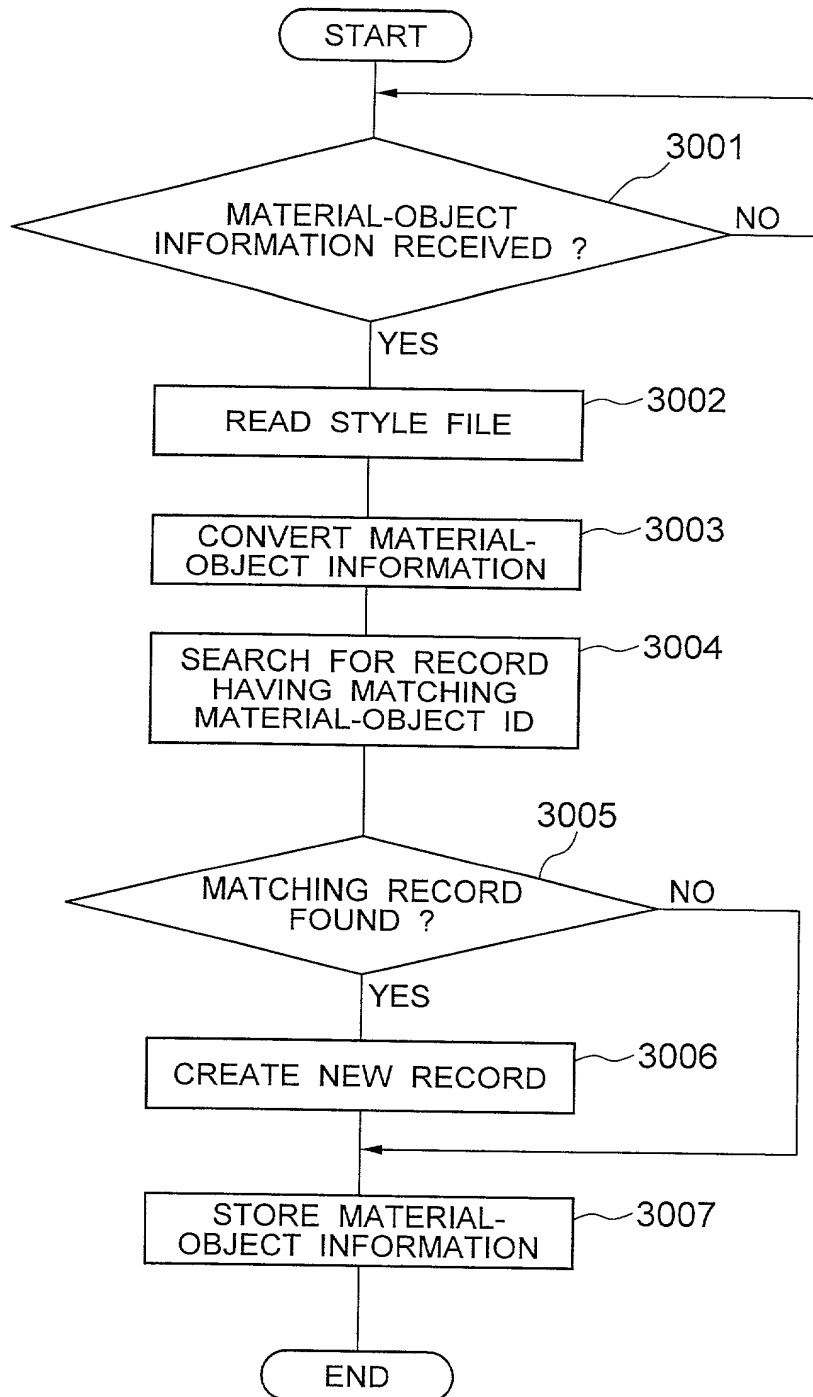 START
3001
MATERIAL-OBJECT
INFORMATION RECEIVED ?
NO
YES
READ STYLE FILE
3002
CONVERT MATERIAL-
OBJECT INFORMATION
3003
SEARCH FOR RECORD
HAVING MATCHING
MATERIAL-OBJECT ID
3004
3005
MATCHING RECORD
FOUND ?
NO
YES
CREATE NEW RECORD
3006
STORE MATERIAL-
OBJECT INFORMATION
3007
END